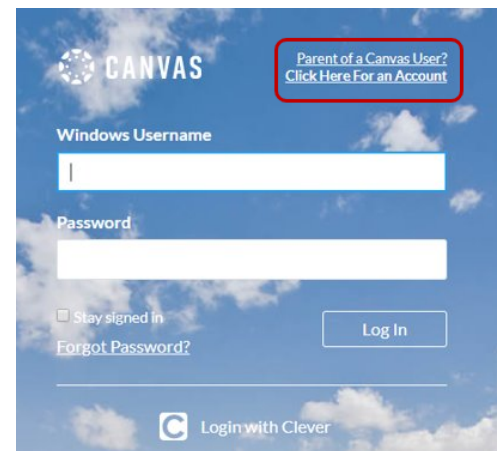 CANVAS
Parent of a Canvas User?
Click Here For an Account
Windows Username
Password
Stay signed in
Log In
Forgot Password?
C Login with Clever